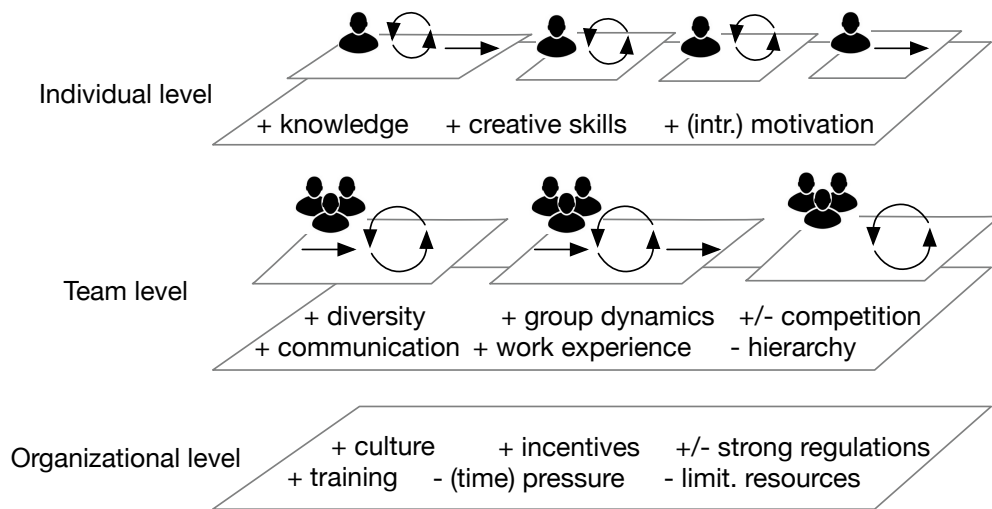 Individual level
+ knowledge + creative skills + (intr.) motivation
Team level
+ diversity + group dynamics +/- competition
+ communication + work experience - hierarchy
Organizational level
+ culture + incentives +/- strong regulations
+ training - (time) pressure - limit. resources